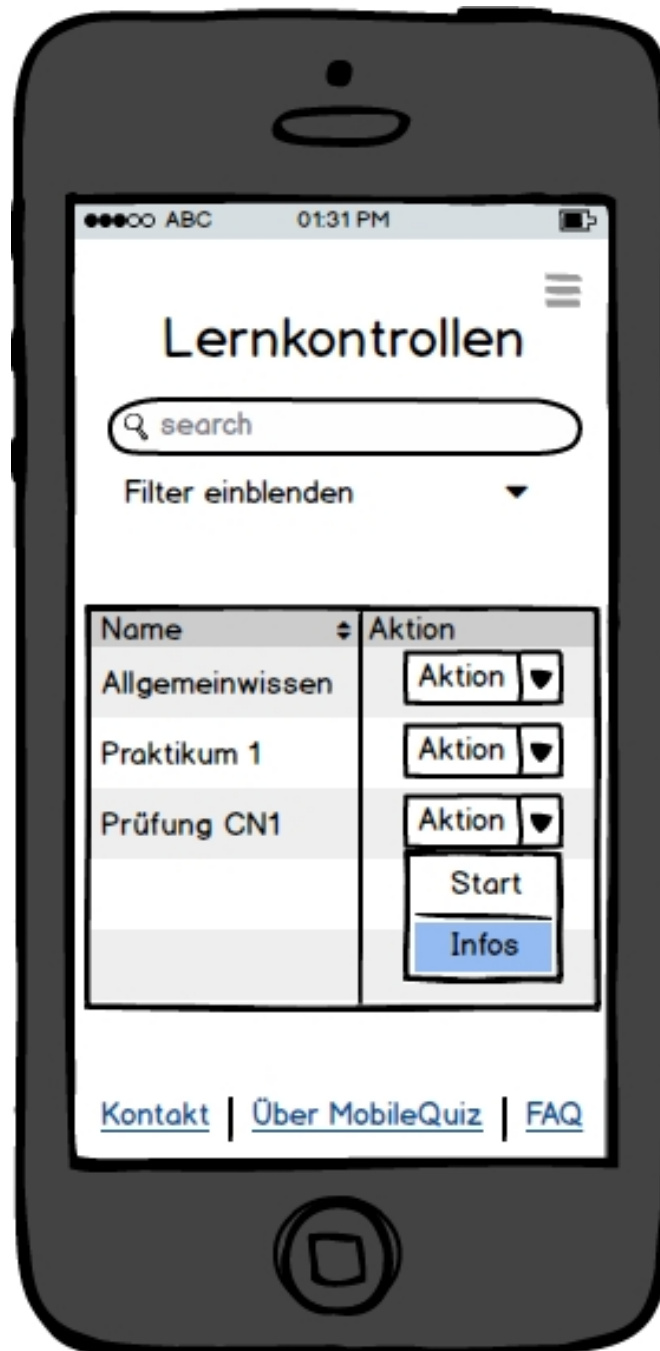 ABC 01:31 PM
Lernkontrollen
search
Filter einblenden
Name Aktion
Allgemeinwissen Aktion
Praktikum 1 Aktion
Prüfung CN1 Aktion
Start
Infos
Kontakt | Über MobileQuiz | FAQ